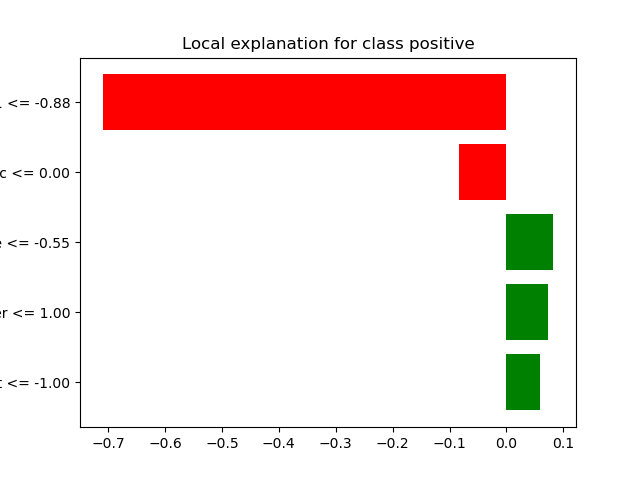 Local explanation for class positive
<= -0.88
c <= 0.00
e <= -0.55
er <= 1.00
t <= -1.00
−0.7 −0.6 −0.5 −0.4 −0.3 −0.2 −0.1 0.0 0.1